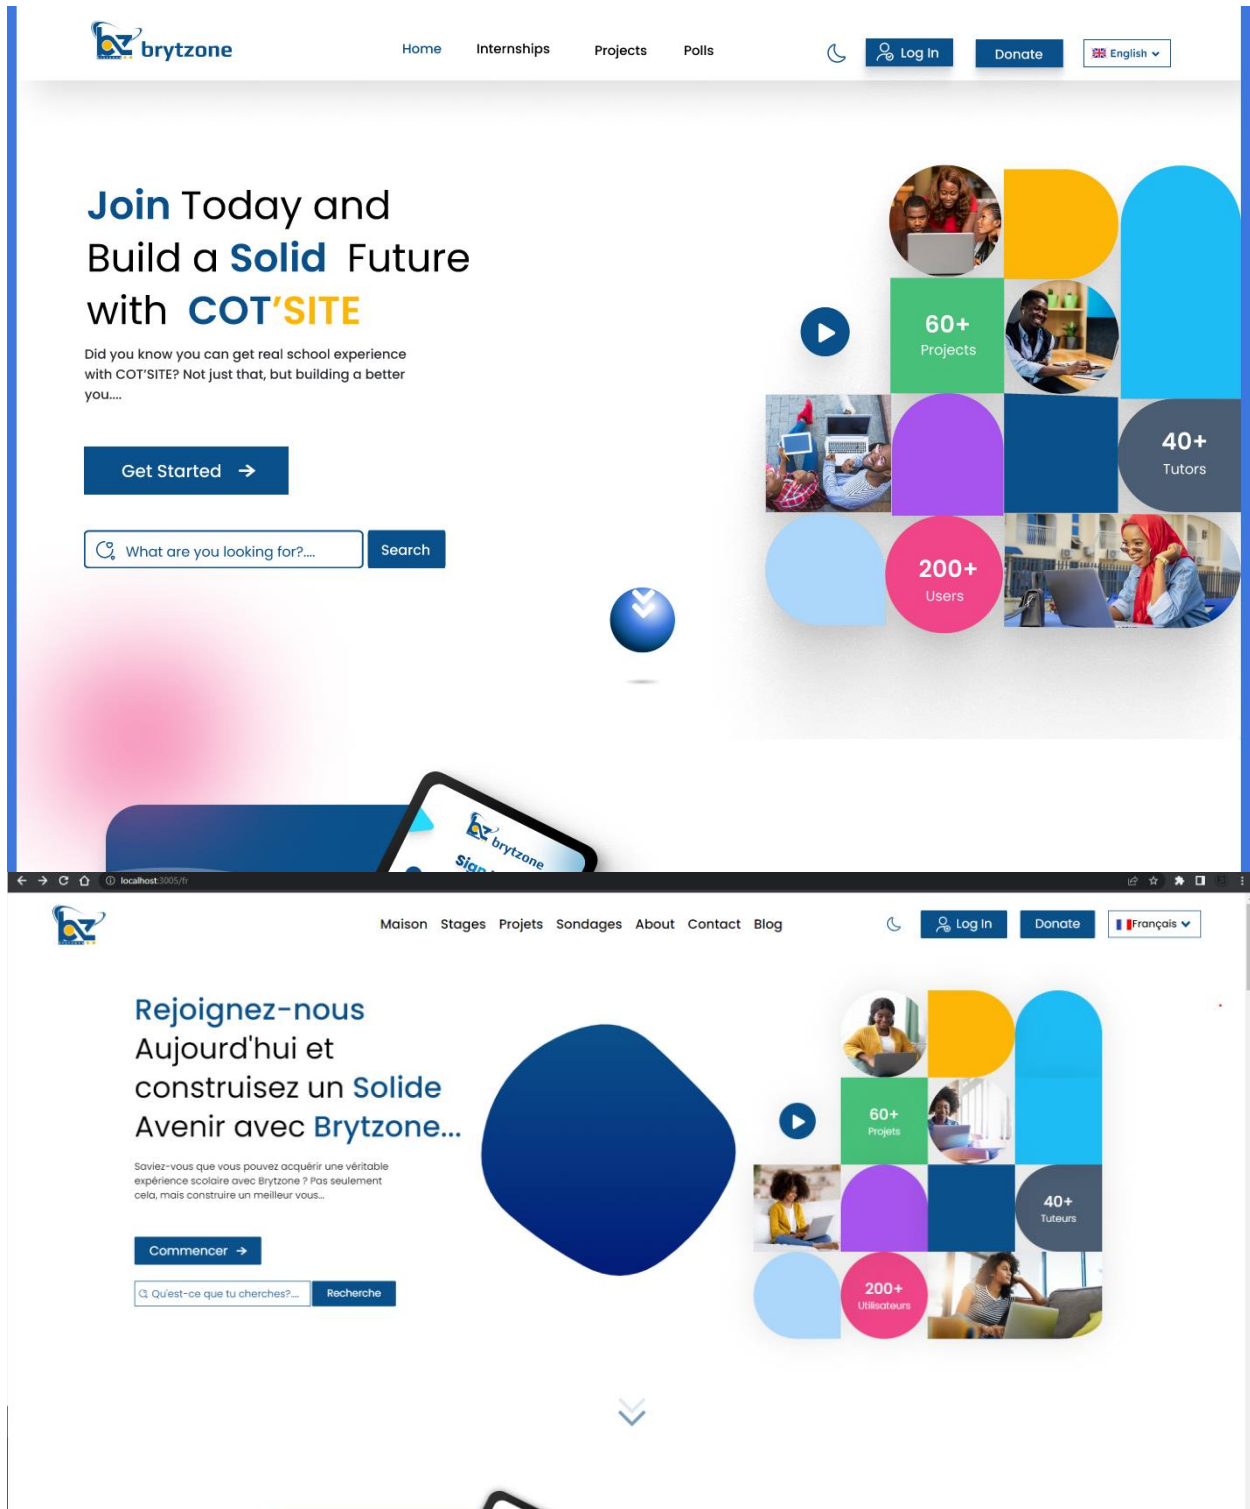 brytzone
Home Internships Projects Polls
Log In
Donate
English
Join Today and
Build a Solid Future
with COT'SITE
Did you know you can get real school experience
with COT'SITE? Not just that, but building a better
you....
Get Started
What are you looking for?....
Search
60+
Projects
40+
Tutors
200+
Users
brytzone
localhost:3005/fr
Maison Stages Projets Sondages About Contact Blog
Log In
Donate
Français
Rejoignez-nous
Aujourd'hui et
construisez un Solide
Avenir avec Brytzone...
Saviez-vous que vous pouvez acquérir une véritable
expérience scolaire avec Brytzone ? Pas seulement
cela, mais construire un meilleur vous...
Commencer
Qu'est-ce que tu cherches?....
Recherche
60+
Projets
40+
Tuteurs
200+
Utilisateurs